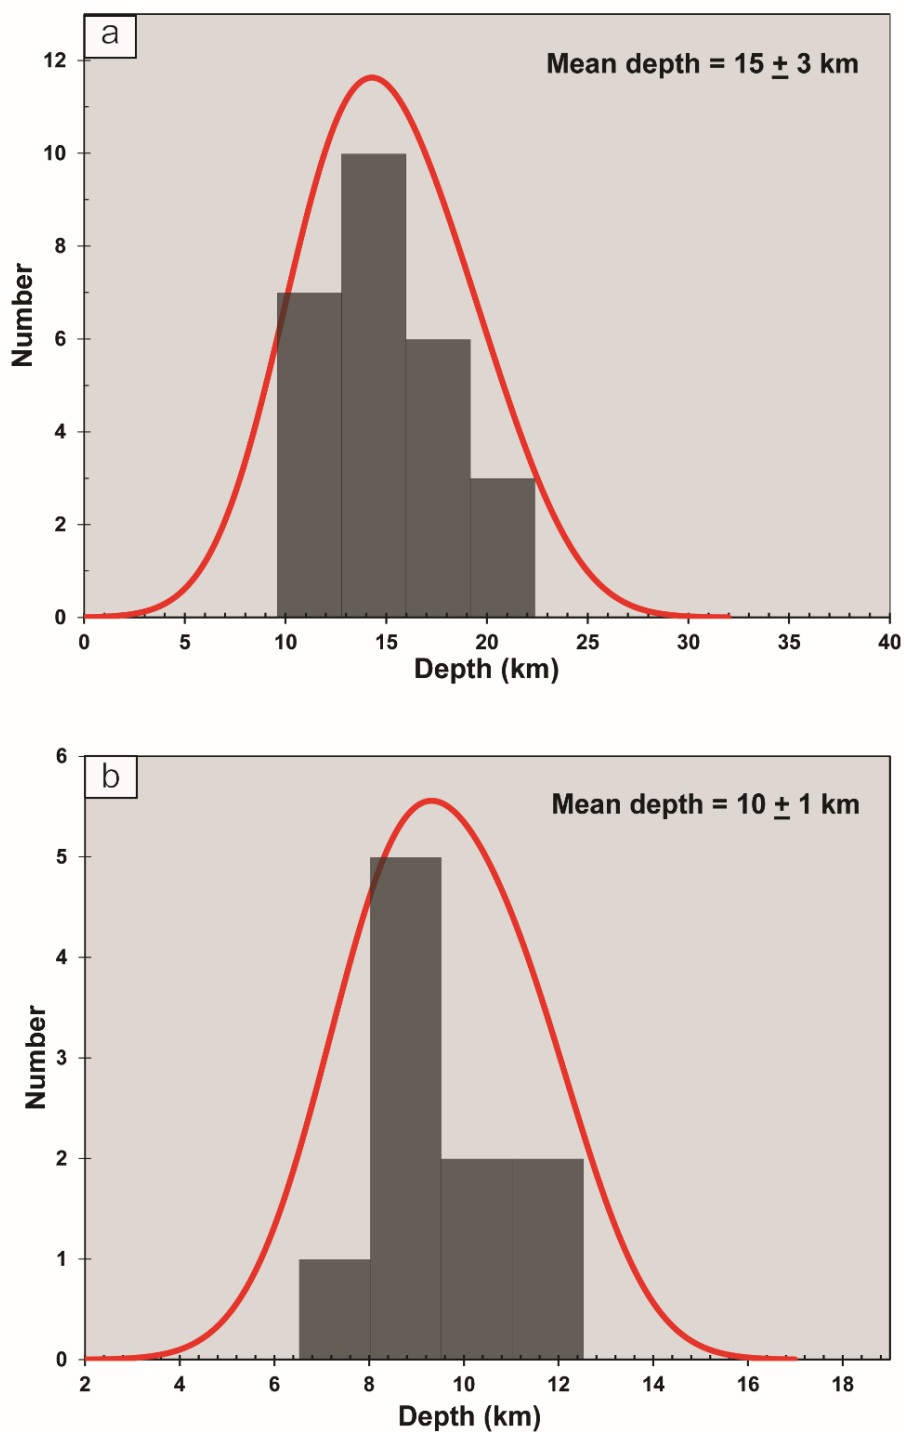 a
Mean depth = 15 ± 3 km
12
10
8
6
4
2
0
Number
0 5 10 15 20 25 30 35 40
Depth (km)
b
Mean depth = 10 ± 1 km
6
5
4
3
2
1
0
Number
2 4 6 8 10 12 14 16 18
Depth (km)